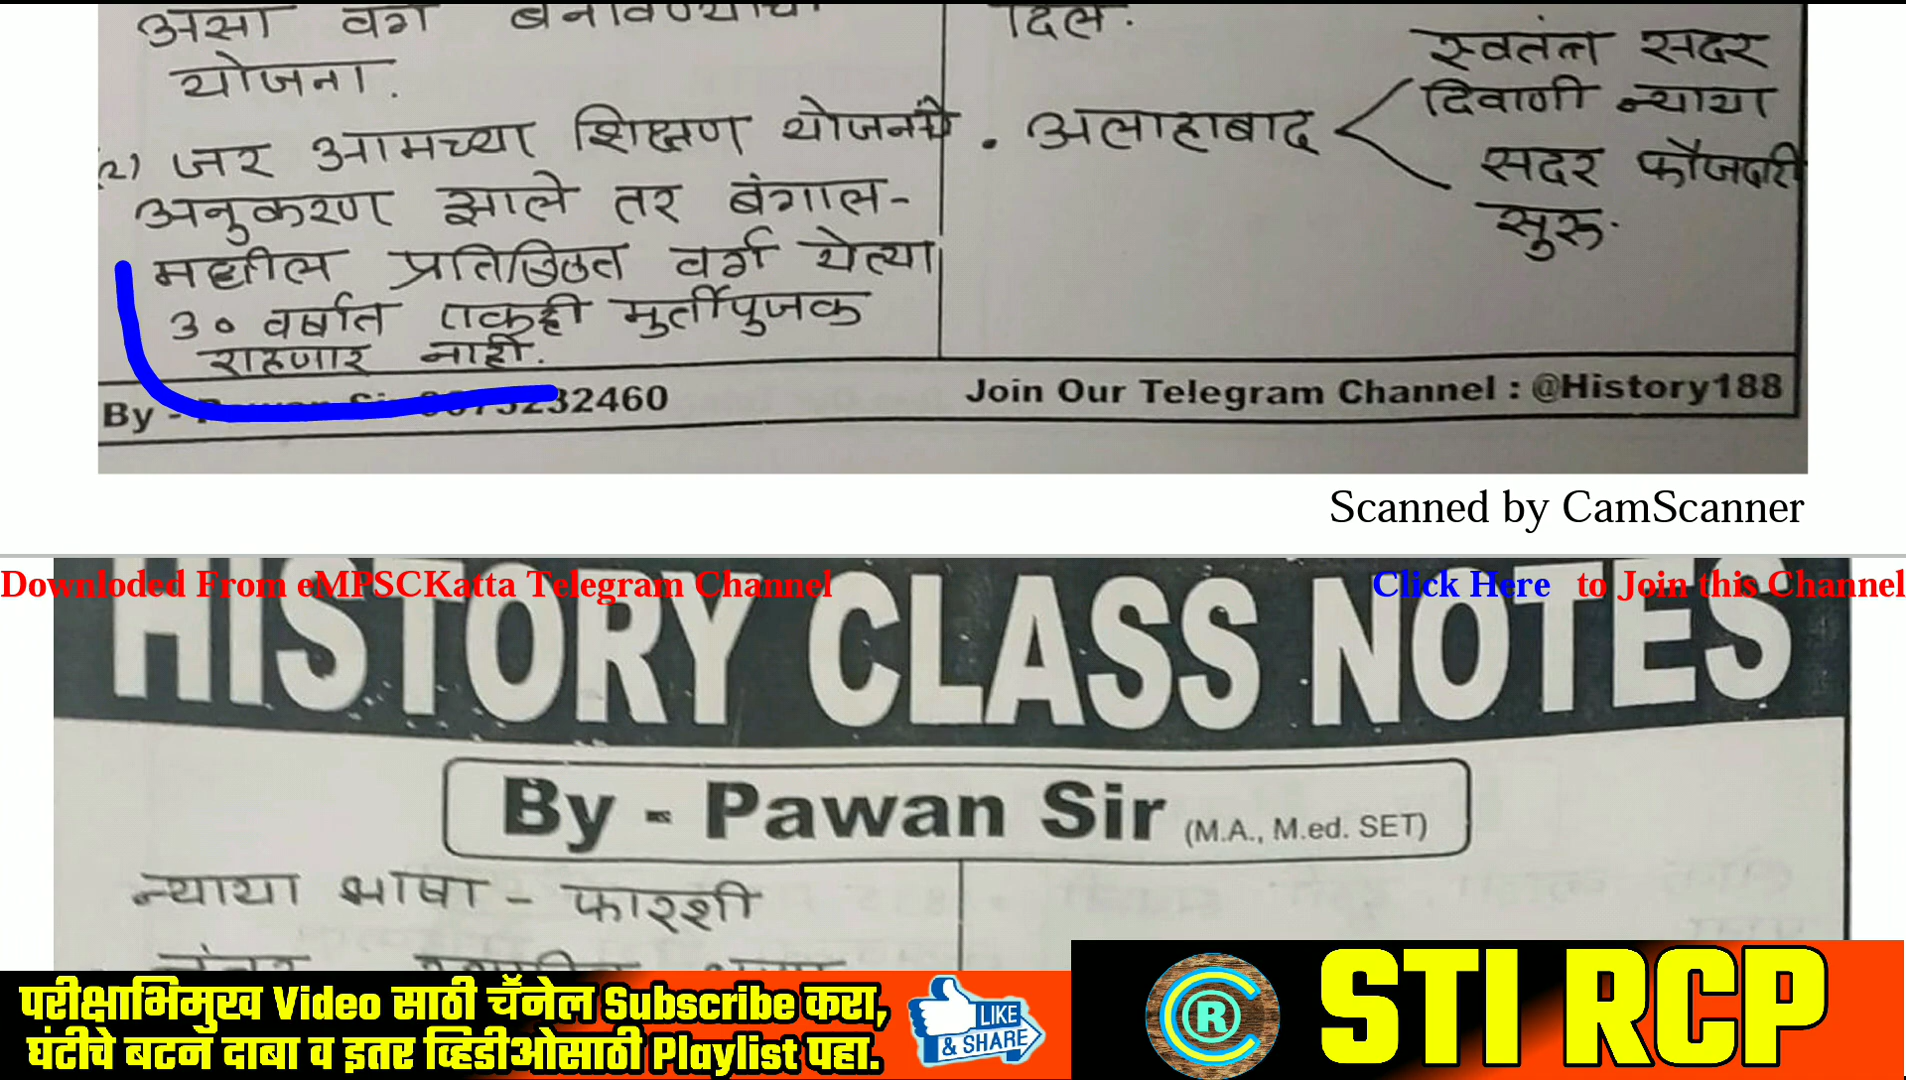 असा वर्ग बनविण्याची
योजना.
(२) जर आमच्या शिक्षण योजनांचे
अनुकरण झाले तर बंगाल-
मधील प्रतिष्ठित वर्ग येत्या
३० वर्षात एकही मुर्तीपुजक
राहणार नाही.
दिले.
स्वतंत्र सदर
दिवाणी न्याया
. अलाहाबाद
सदर फौजदारी
सुरू.
By - Pawan Sir 32460
Join Our Telegram Channel : @History188
Scanned by CamScanner
Downloded From eMPSCKatta Telegram Channel
Click Here to Join this Channel
HISTORY CLASS NOTES
By - Pawan Sir (M.A., M.ed. SET)
न्याया भाषा - फारशी
परीक्षाभिमुख Video साठी चॅनेल Subscribe करा,
घंटीचे बटन दाबा व इतर व्हिडीओसाठी Playlist पहा.
LIKE
& SHARE
C R
STI RCP